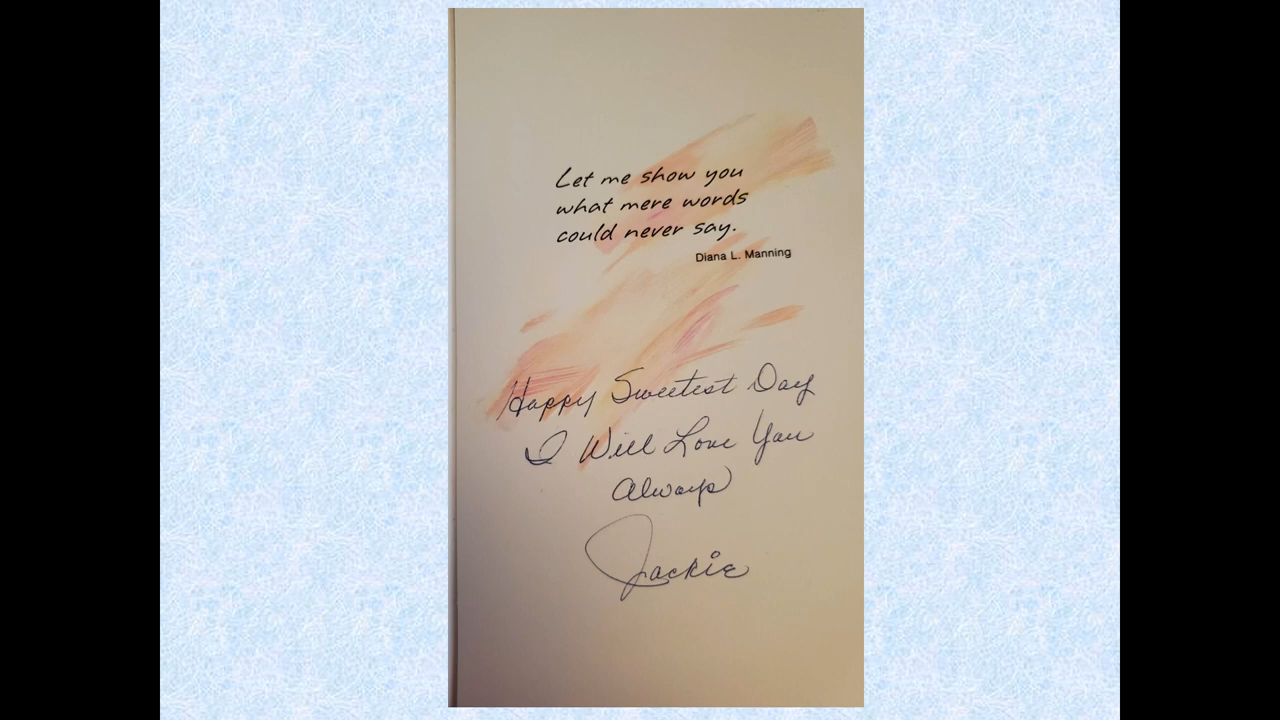 Let me show you
what mere words
could never say.
Diana L. Manning
Happy Sweetest Day
I Will Love You
Always
Jackie